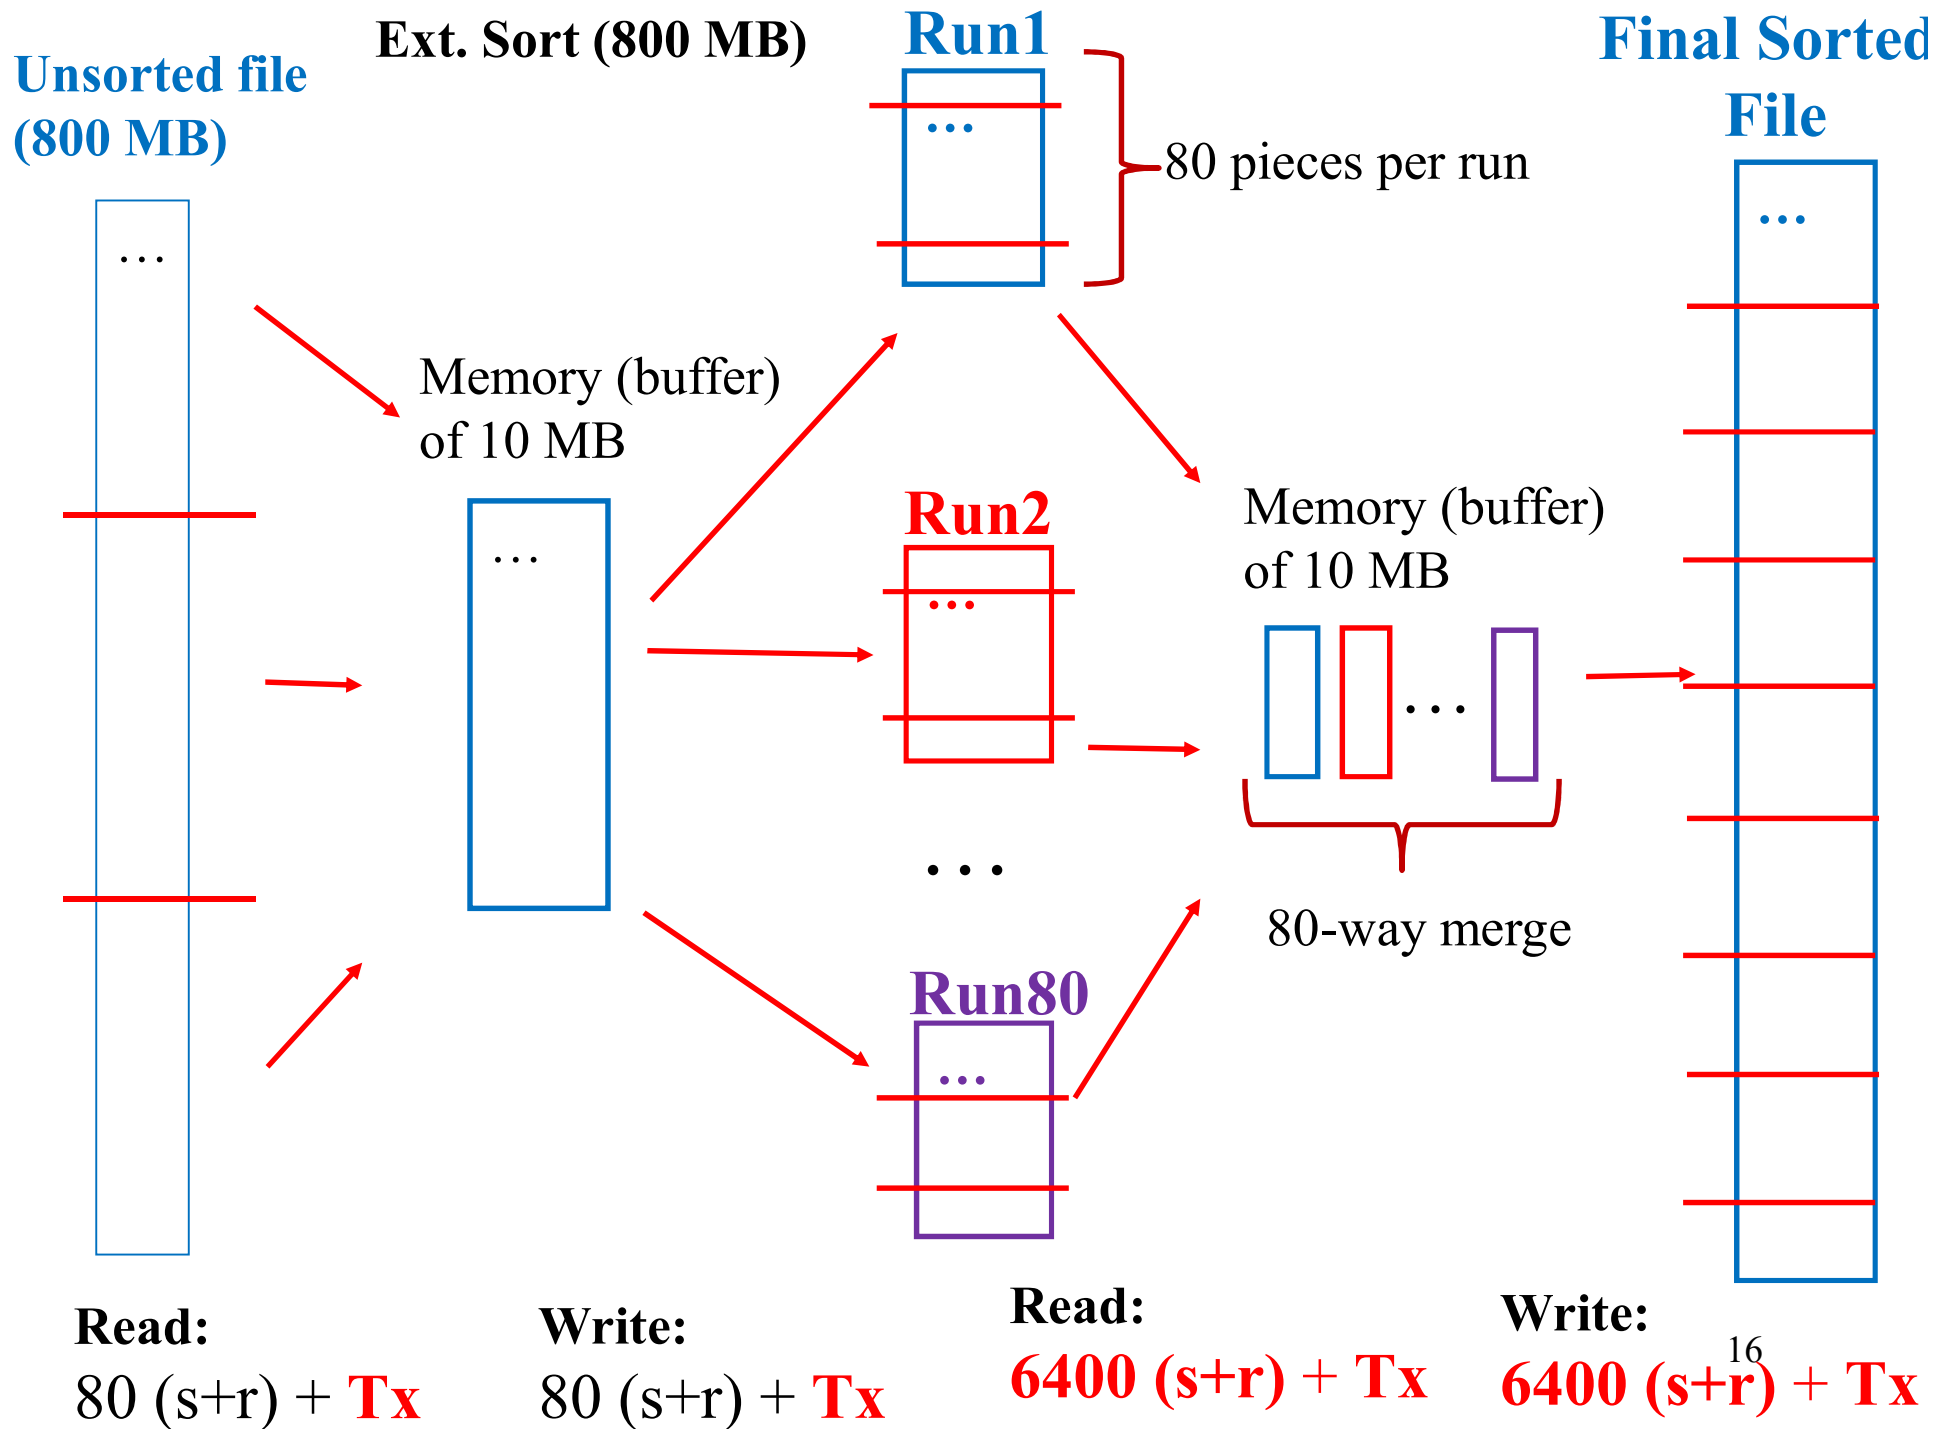 Ext. Sort (800 MB)
Unsorted file
(800 MB)
...
Memory (buffer)
of 10 MB
...
Run1
...
80 pieces per run
Run2
...
...
Run80
...
Memory (buffer)
of 10 MB
...
80-way merge
Final Sorted
File
...
Read:
80 (s+r) + Tx
Write:
80 (s+r) + Tx
Read:
6400 (s+r) + Tx
Write:
6400 (s+r) + Tx
16